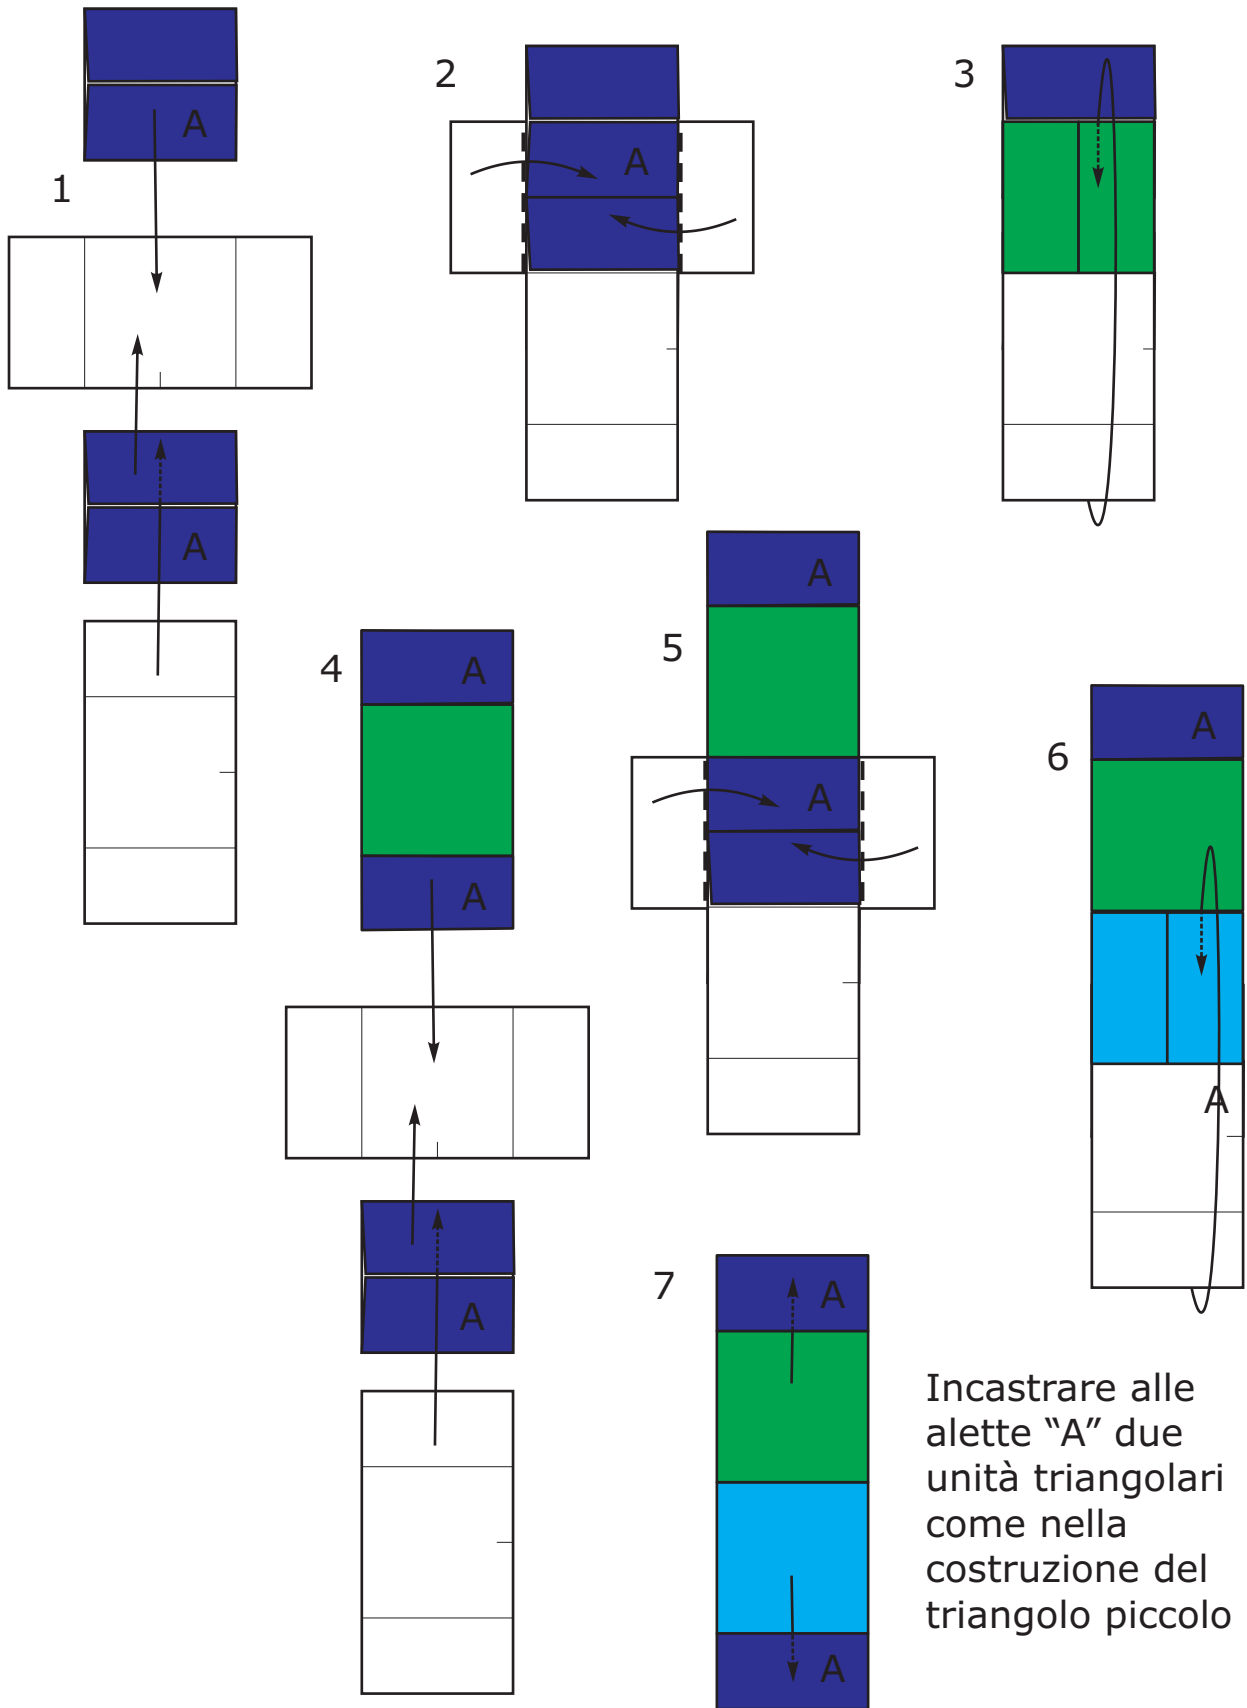 A
1
A
2
A
3
4
A
A
A
5
A
A
6
A
A
7
A
A
Incastrare alle
alette “A” due
unità triangolari
come nella
costruzione del
triangolo piccolo